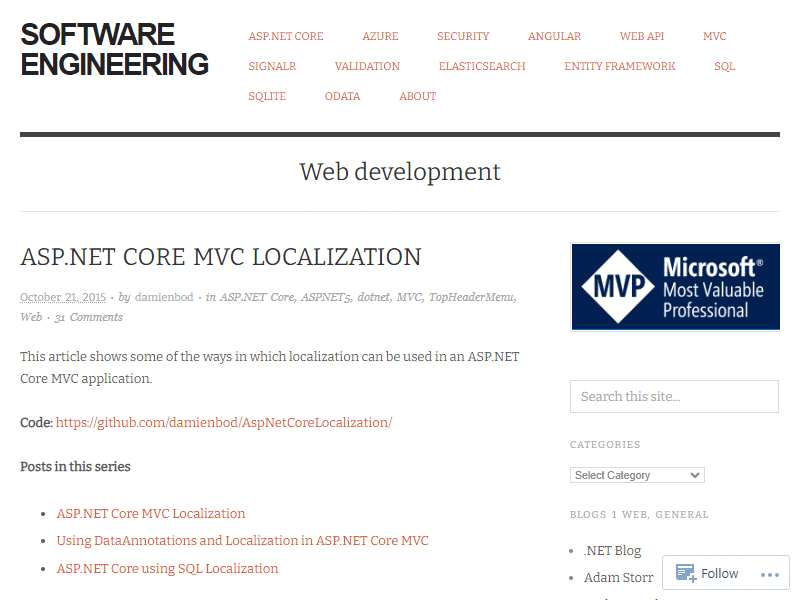 SOFTWARE
ENGINEERING
ASP.NET CORE AZURE SECURITY ANGULAR WEB API MVC
SIGNALR VALIDATION ELASTICSEARCH ENTITY FRAMEWORK SQL
SQLITE ODATA ABOUT
Web development
ASP.NET CORE MVC LOCALIZATION
October 21, 2015 · by damienbod · in ASP.NET Core, ASPNET5, dotnet, MVC, TopHeaderMenu,
Web · 31 Comments
This article shows some of the ways in which localization can be used in an ASP.NET
Core MVC application.
Code: https://github.com/damienbod/AspNetCoreLocalization/
Posts in this series
• ASP.NET Core MVC Localization
• Using DataAnnotations and Localization in ASP.NET Core MVC
• ASP.NET Core using SQL Localization
MVP
Microsoft®
Most Valuable
Professional
Search this site...
CATEGORIES
Select Category
BLOGS 1 WEB, GENERAL
• .NET Blog
• Adam Storr
Follow